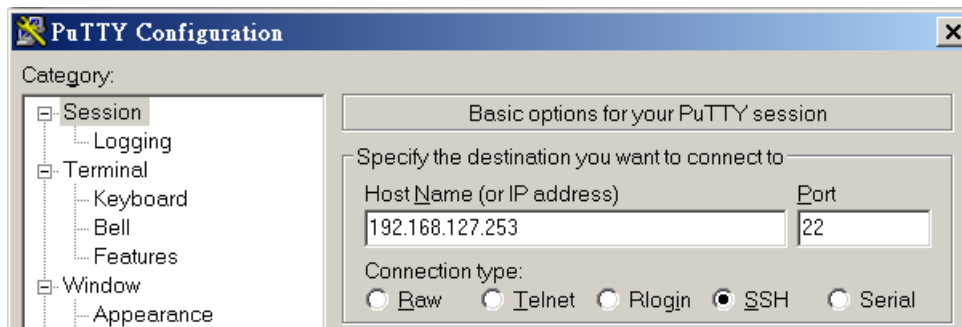 PuTTY Configuration
Category:
Session
Logging
Terminal
Keyboard
Bell
Features
Window
Appearance
Basic options for your PuTTY session
Specify the destination you want to connect to
Host Name (or IP address) Port
192.168.127.253 22
Connection type:
Raw Telnet Rlogin SSH Serial